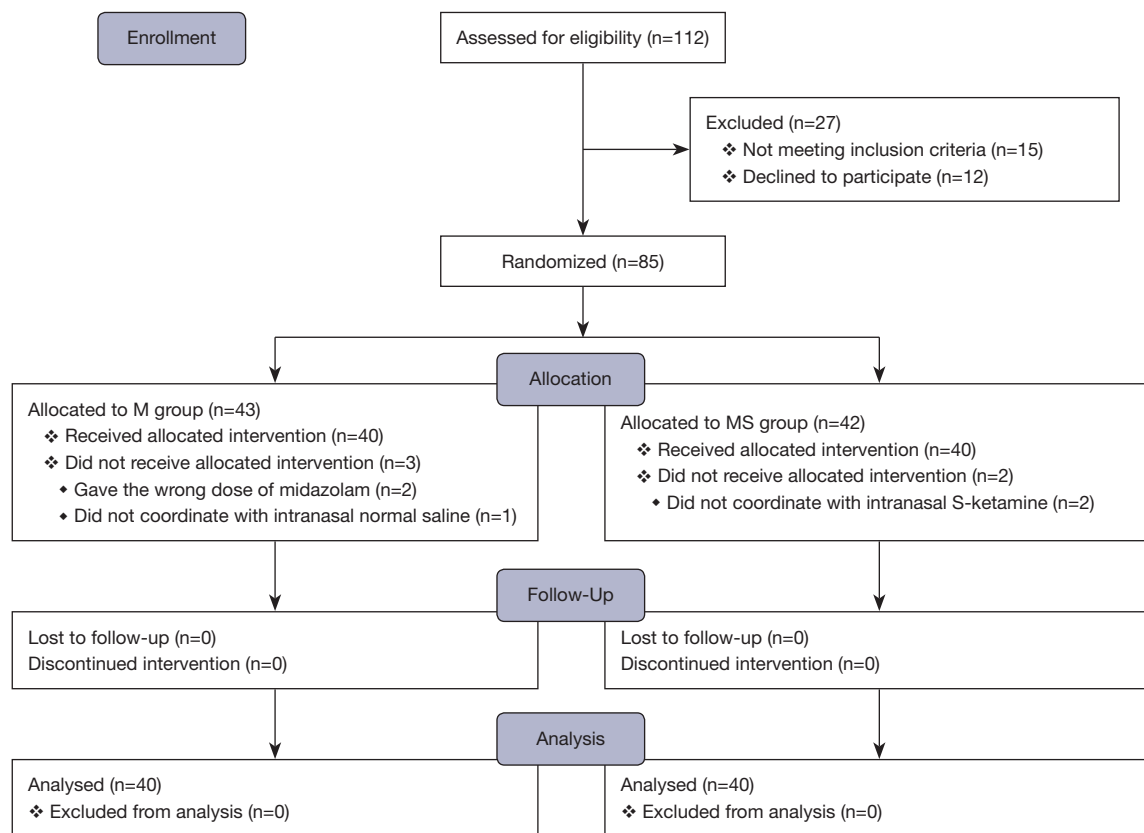 Enrollment
Assessed for eligibility (n=112)
Excluded (n=27)
❖ Not meeting inclusion criteria (n=15)
❖ Declined to participate (n=12)
Randomized (n=85)
Allocation
Allocated to M group (n=43)
❖ Received allocated intervention (n=40)
❖ Did not receive allocated intervention (n=3)
◆ Gave the wrong dose of midazolam (n=2)
◆ Did not coordinate with intranasal normal saline (n=1)
Allocated to MS group (n=42)
❖ Received allocated intervention (n=40)
❖ Did not receive allocated intervention (n=2)
◆ Did not coordinate with intranasal S-ketamine (n=2)
Follow-Up
Lost to follow-up (n=0)
Discontinued intervention (n=0)
Lost to follow-up (n=0)
Discontinued intervention (n=0)
Analysis
Analysed (n=40)
❖ Excluded from analysis (n=0)
Analysed (n=40)
❖ Excluded from analysis (n=0)